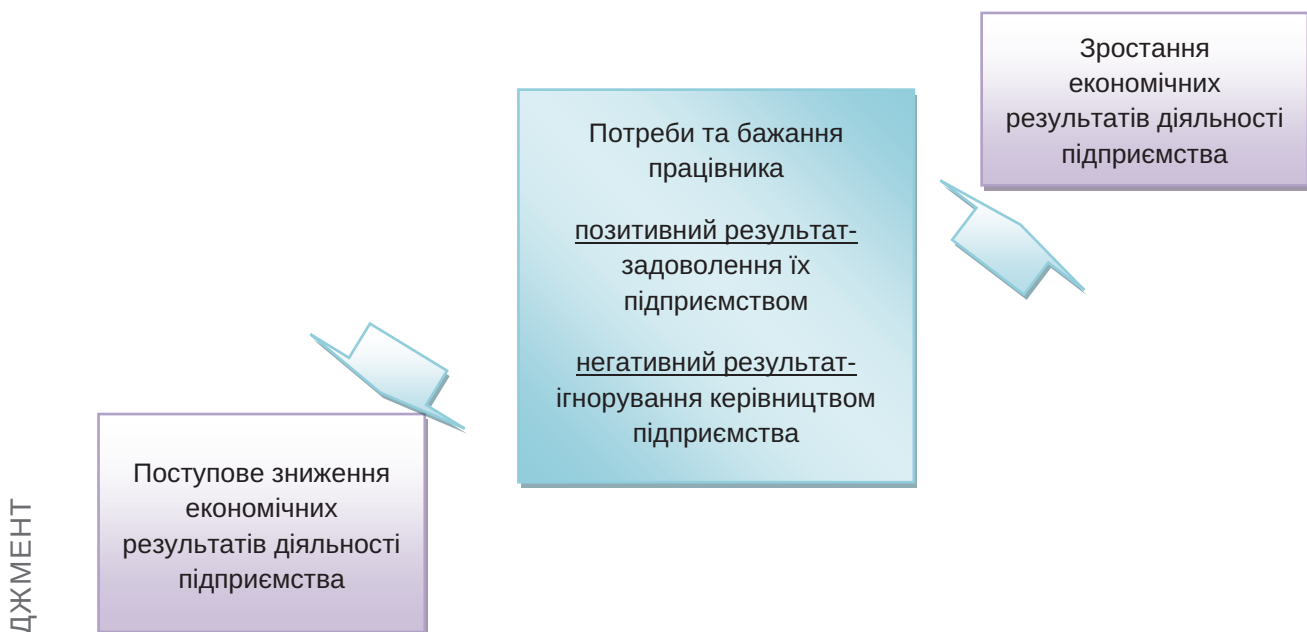 Зростання
економічних
результатів діяльності
підприємства
Потреби та бажання
працівника
позитивний результат-
задоволення їх
підприємством
негативний результат-
ігнорування керівництвом
підприємства
Поступове зниження
економічних
результатів діяльності
підприємства
ДЖМЕНТ